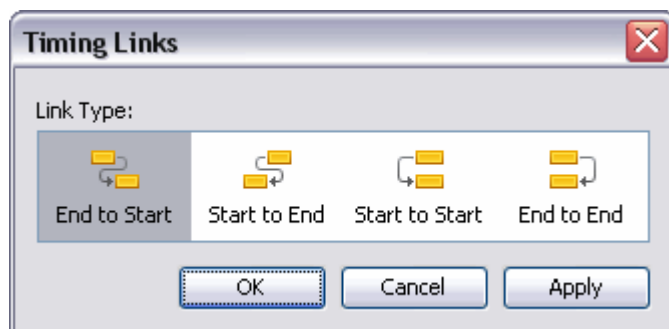 Timing Links
Link Type:
End to Start Start to End Start to Start End to End
OK Cancel Apply